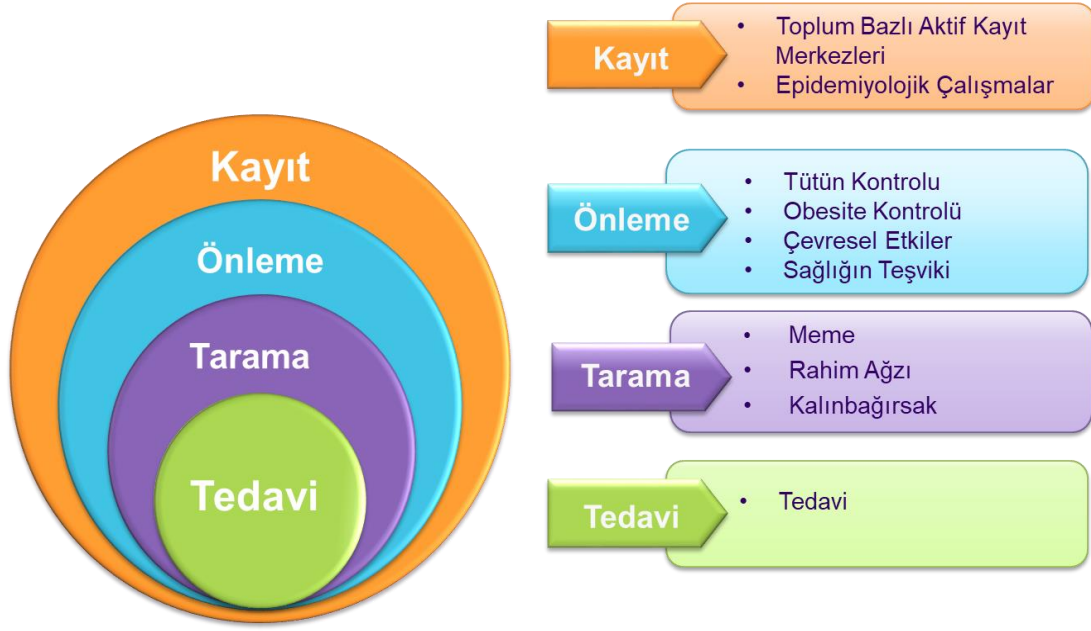 Kayıt
Önleme
Tarama
Tedavi
Kayıt
• Toplum Bazlı Aktif Kayıt
Merkezleri
• Epidemiyolojik Çalışmalar
Önleme
• Tütün Kontrolu
• Obesite Kontrolü
• Çevresel Etkiler
• Sağlığın Teşviki
Tarama
• Meme
• Rahim Ağzı
• Kalınbağırsak
Tedavi
• Tedavi